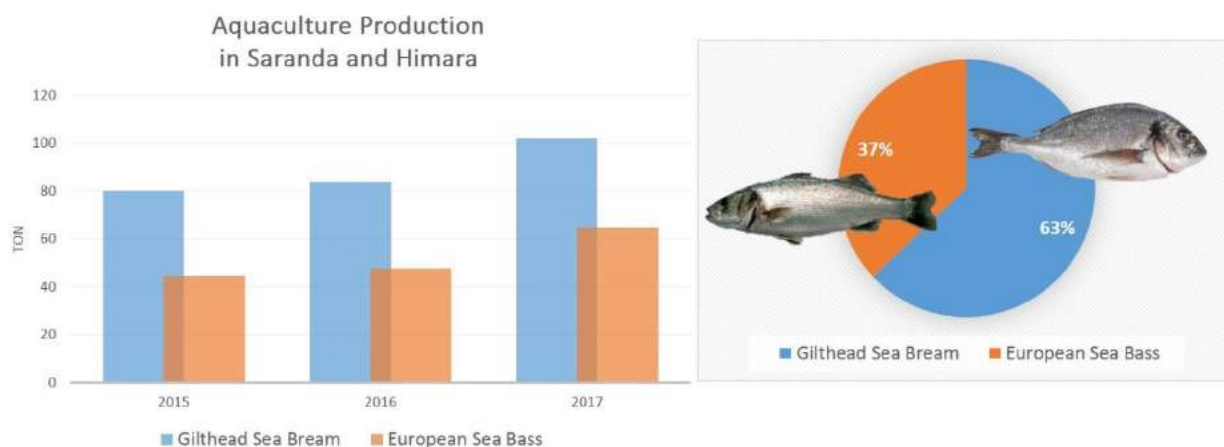 Aquaculture Production
in Saranda and Himara
120
100
80
60
40
20
0
TON
2015
2016
2017
Gilthead Sea Bream
European Sea Bass
37%
63%
Gilthead Sea Bream
European Sea Bass